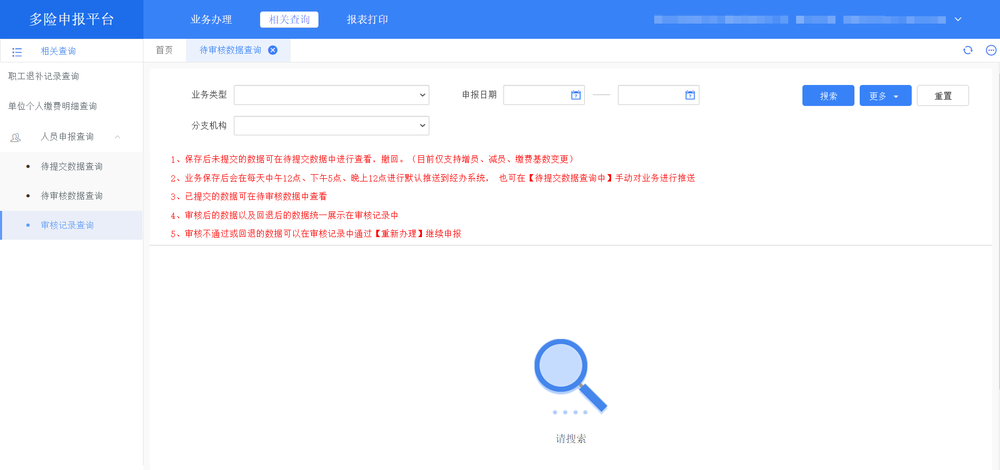 多险申报平台
业务办理
相关查询
报表打印
相关查询
首页
待审核数据查询
职工退补记录查询
单位个人缴费明细查询
人员申报查询
待提交数据查询
待审核数据查询
审核记录查询
业务类型
申报日期
7
7
搜索
更多
重置
分支机构
1、保存后未提交的数据可在待提交数据中进行查看，撤回。（目前仅支持增员、减员、缴费基数变更）
2、业务保存后会在每天中午12点、下午5点、晚上12点进行默认推送到经办系统， 也可在【待提交数据查询中】手动对业务进行推送
3、已提交的数据可在待审核数据中查看
4、审核后的数据以及回退后的数据统一展示在审核记录中
5、审核不通过或回退的数据可以在审核记录中通过【重新办理】继续申报
请搜索